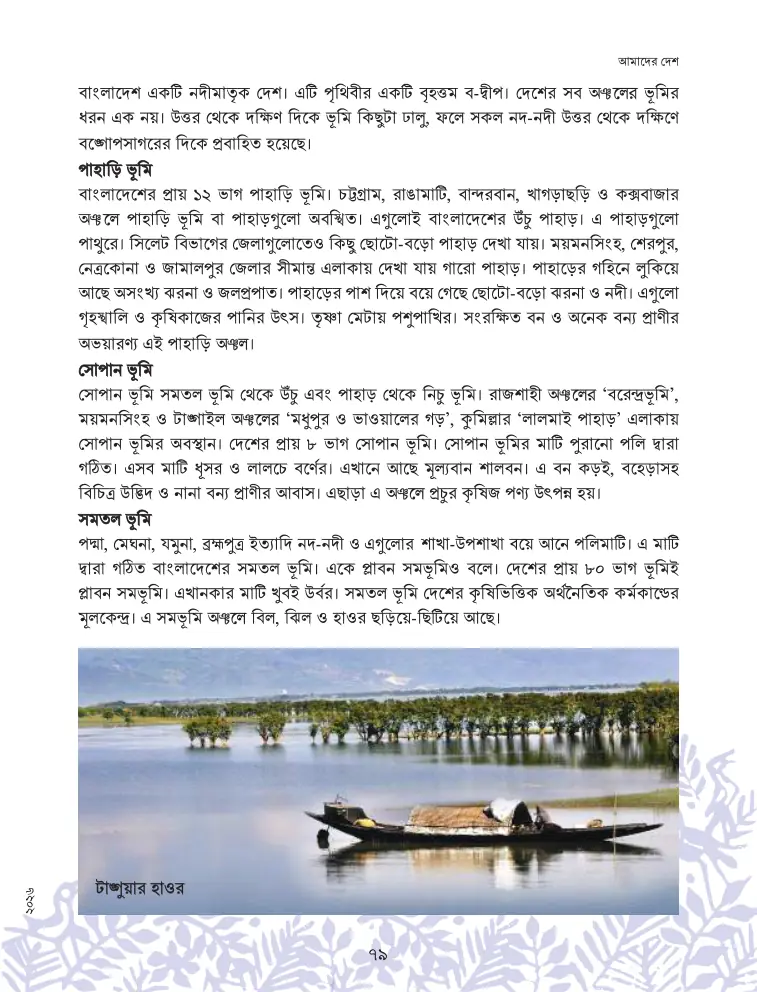 আমাদের দেশ
বাংলাদেশ একটি নদীমাতৃক দেশ। এটি পৃথিবীর একটি বৃহত্তম ব-দ্বীপ। দেশের সব অঞ্চলের ভূমির
ধরন এক নয়। উত্তর থেকে দক্ষিণ দিকে ভূমি কিছুটা ঢালু, ফলে সকল নদ-নদী উত্তর থেকে দক্ষিণে
বঙ্গোপসাগরের দিকে প্রবাহিত হয়েছে।
পাহাড়ি ভূমি
বাংলাদেশের প্রায় ১২ ভাগ পাহাড়ি ভূমি। চট্টগ্রাম, রাঙামাটি, বান্দরবান, খাগড়াছড়ি ও কক্সবাজার
অঞ্চলে পাহাড়ি ভূমি বা পাহাড়গুলো অবস্থিত। এগুলোই বাংলাদেশের উঁচু পাহাড়। এ পাহাড়গুলো
পাথুরে। সিলেট বিভাগের জেলাগুলোতেও কিছু ছোটো-বড়ো পাহাড় দেখা যায়। ময়মনসিংহ, শেরপুর,
নেত্রকোনা ও জামালপুর জেলার সীমান্ত এলাকায় দেখা যায় গারো পাহাড়। পাহাড়ের গহিনে লুকিয়ে
আছে অসংখ্য ঝরনা ও জলপ্রপাত। পাহাড়ের পাশ দিয়ে বয়ে গেছে ছোটো-বড়ো ঝরনা ও নদী। এগুলো
গৃহস্থালি ও কৃষিকাজের পানির উৎস। তৃষ্ণা মেটায় পশুপাখির। সংরক্ষিত বন ও অনেক বন্য প্রাণীর
অভয়ারণ্য এই পাহাড়ি অঞ্চল।
সোপান ভূমি
সোপান ভূমি সমতল ভূমি থেকে উঁচু এবং পাহাড় থেকে নিচু ভূমি। রাজশাহী অঞ্চলের ‘বরেন্দ্রভূমি’,
ময়মনসিংহ ও টাঙ্গাইল অঞ্চলের ‘মধুপুর ও ভাওয়ালের গড়’, কুমিল্লার ‘লালমাই পাহাড়’ এলাকায়
সোপান ভূমির অবস্থান। দেশের প্রায় ৮ ভাগ সোপান ভূমি। সোপান ভূমির মাটি পুরানো পলি দ্বারা
গঠিত। এসব মাটি ধূসর ও লালচে বর্ণের। এখানে আছে মূল্যবান শালবন। এ বন কড়ই, বহেড়াসহ
বিচিত্র উদ্ভিদ ও নানা বন্য প্রাণীর আবাস। এছাড়া এ অঞ্চলে প্রচুর কৃষিজ পণ্য উৎপন্ন হয়।
সমতল ভূমি
পদ্মা, মেঘনা, যমুনা, ব্রহ্মপুত্র ইত্যাদি নদ-নদী ও এগুলোর শাখা-উপশাখা বয়ে আনে পলিমাটি। এ মাটি
দ্বারা গঠিত বাংলাদেশের সমতল ভূমি। একে প্লাবন সমভূমিও বলে। দেশের প্রায় ৮০ ভাগ ভূমিই
প্লাবন সমভূমি। এখানকার মাটি খুবই উর্বর। সমতল ভূমি দেশের কৃষিভিত্তিক অর্থনৈতিক কর্মকাণ্ডের
মূলকেন্দ্র। এ সমভূমি অঞ্চলে বিল, ঝিল ও হাওর ছড়িয়ে-ছিটিয়ে আছে।
টাঙ্গুয়ার হাওর
২০২৬
৭৯